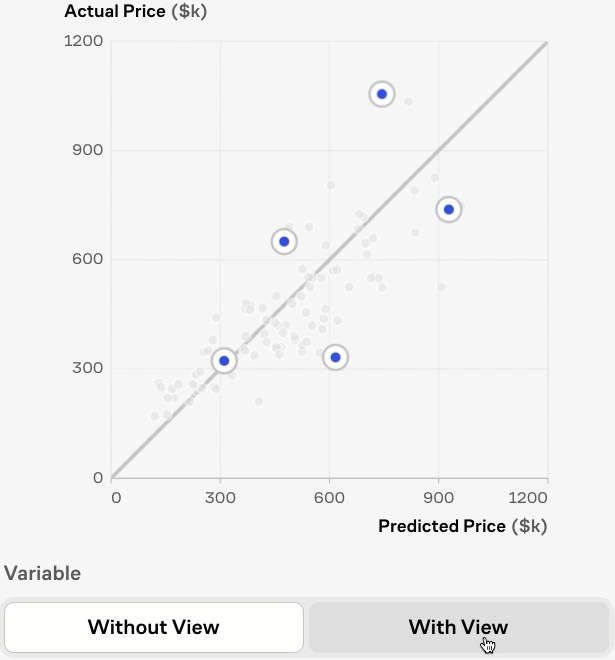 Actual Price ($k)
1200
900
600
300
0
0 300 600 900 1200
Predicted Price ($k)
Variable
Without View With View